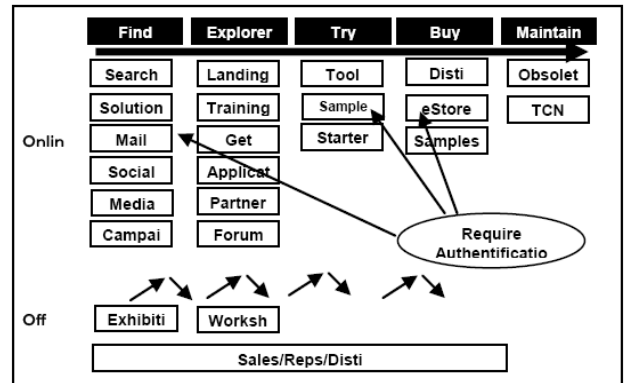 Find Explorer Try Buy Maintain
Search Landing Tool Disti Obsolet
Solution Training Sample eStore TCN
Onlin Mail Get Starter Samples
Social Applicat
Media Partner
Campai Forum
Require
Authentificatio
Off Exhibiti Worksh
Sales/Reps/Disti